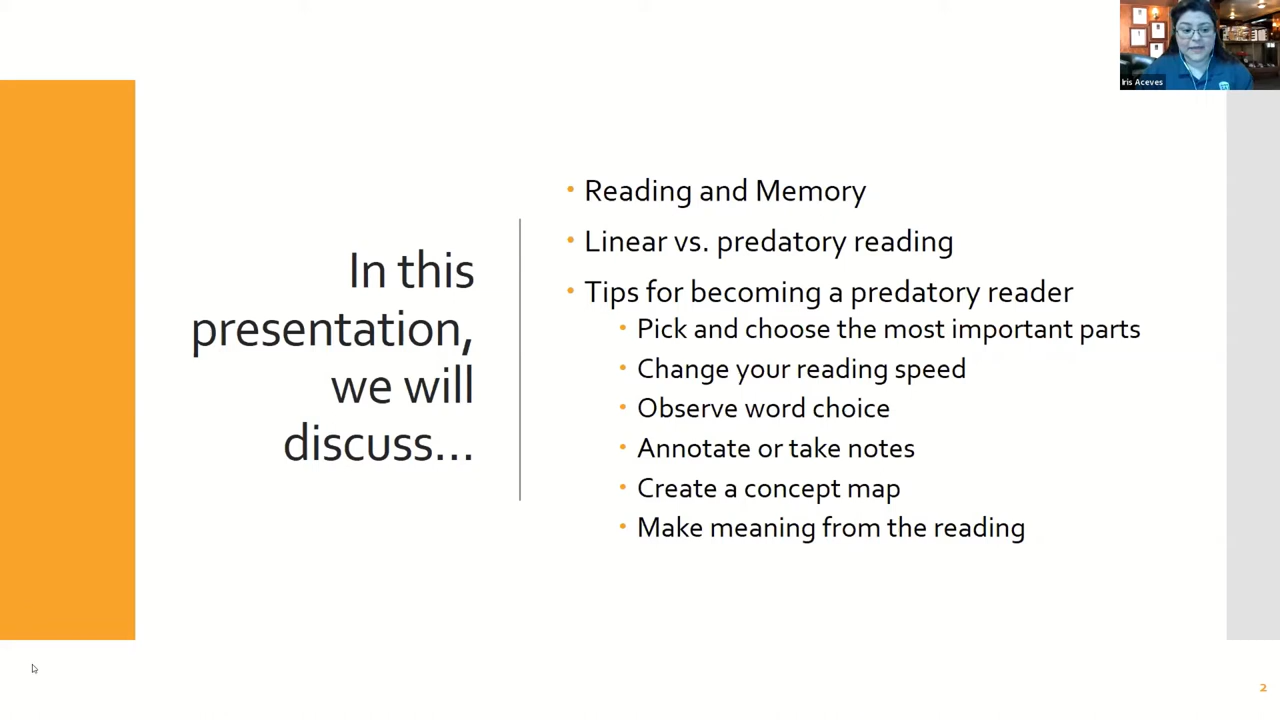 Iris Aceves
In this
presentation,
we will
discuss...
• Reading and Memory
• Linear vs. predatory reading
• Tips for becoming a predatory reader
• Pick and choose the most important parts
• Change your reading speed
• Observe word choice
• Annotate or take notes
• Create a concept map
• Make meaning from the reading
2